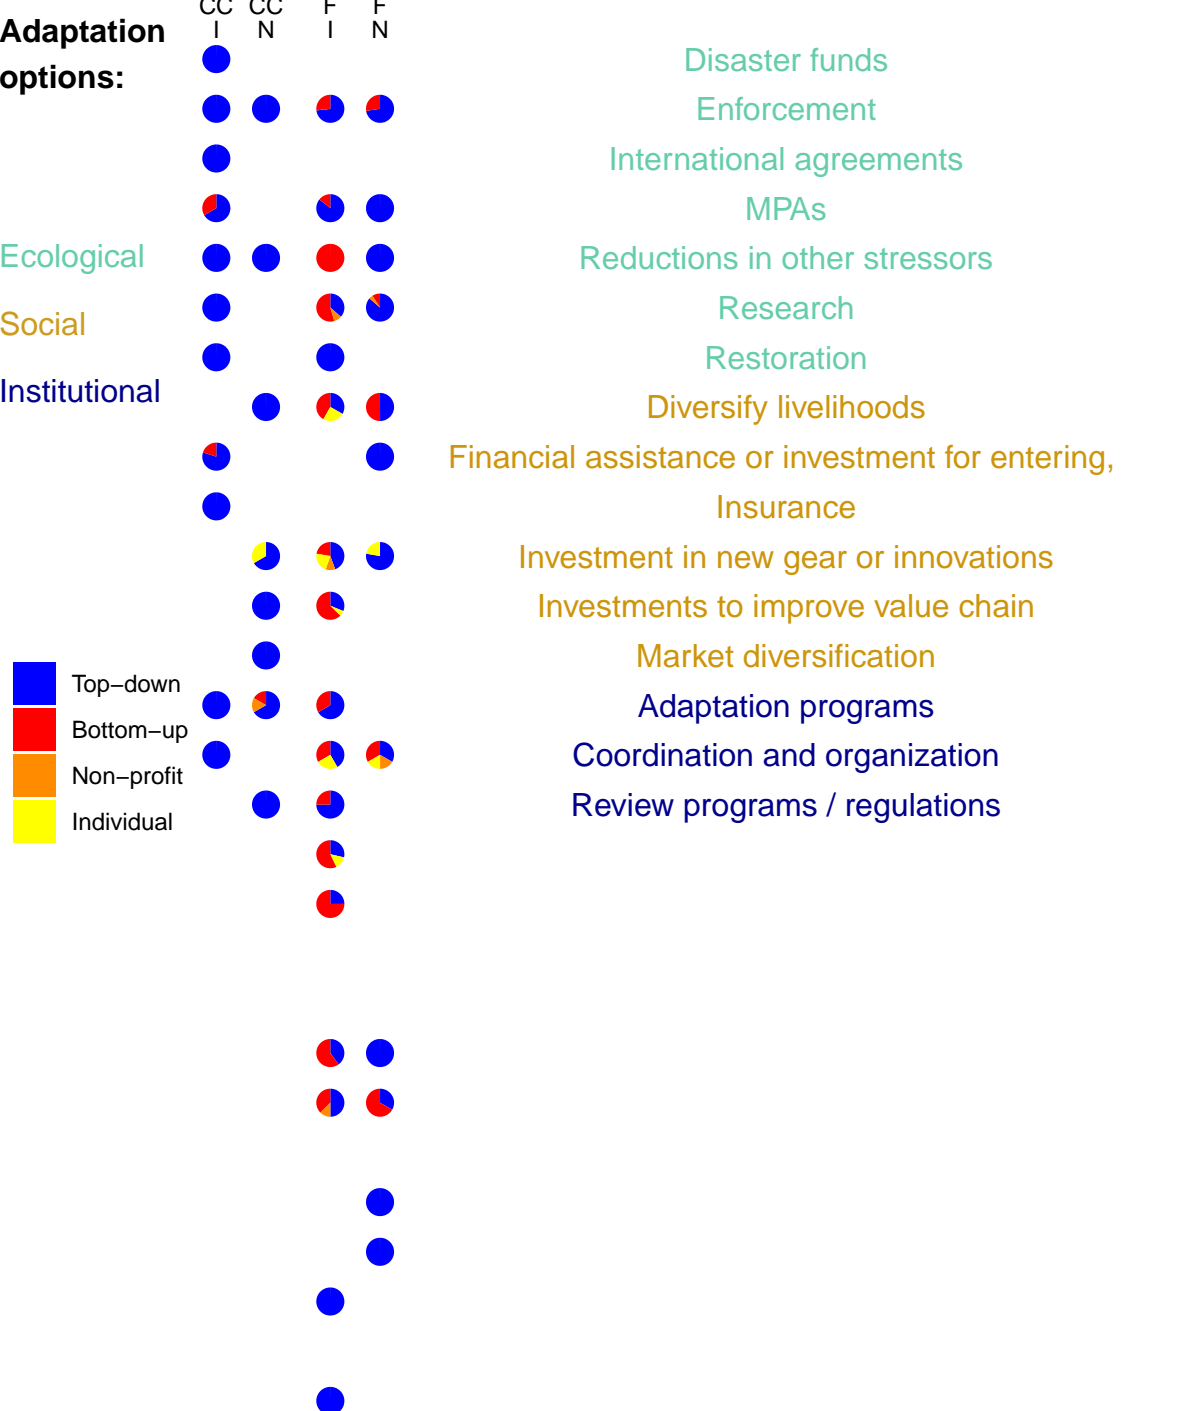 CC CC F F
I N I N
Adaptation
options:
Disaster funds
Enforcement
International agreements
MPAs
Reductions in other stressors
Research
Restoration
Diversify livelihoods
Financial assistance or investment for entering,
Insurance
Investment in new gear or innovations
Investments to improve value chain
Market diversification
Adaptation programs
Coordination and organization
Review programs / regulations
Ecological
Social
Institutional
Top−down
Bottom−up
Non−profit
Individual